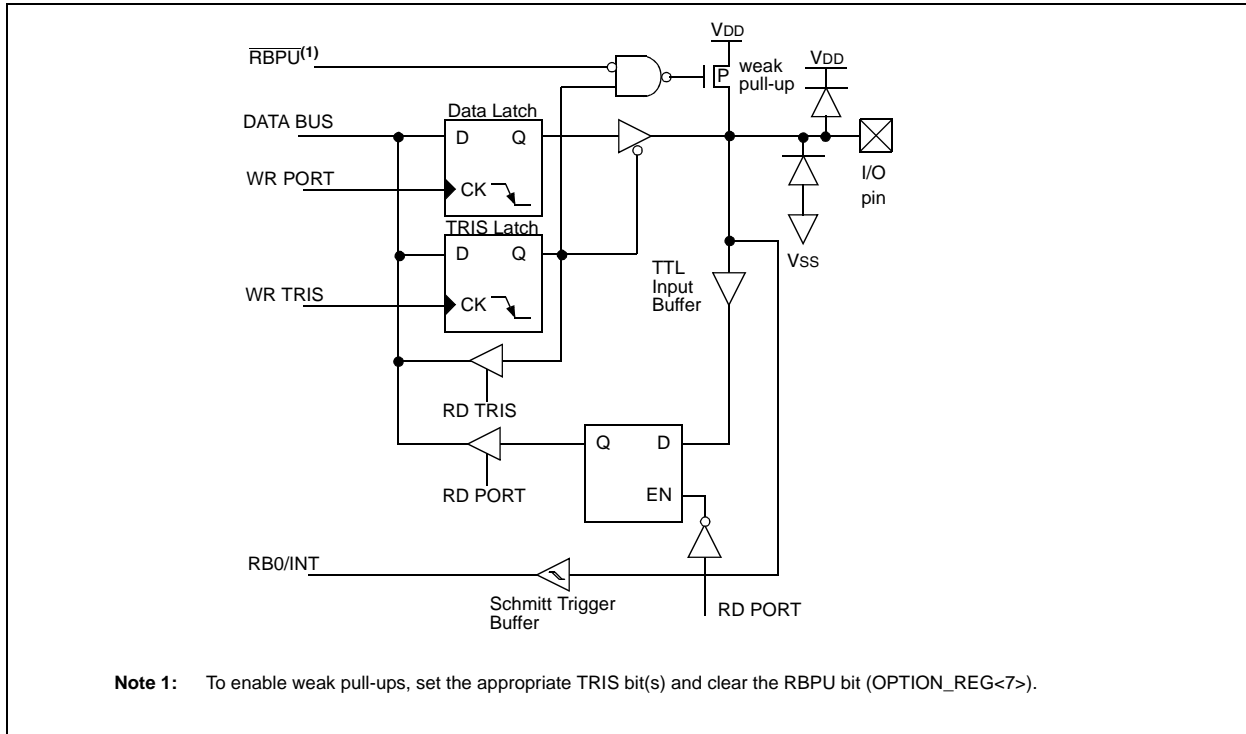 VDD
RBPU(1)
P
weak
pull-up
VDD
Data Latch
DATA BUS
D Q
WR PORT
CK
I/O
pin
TRIS Latch
D Q
VSS
TTL
Input
Buffer
WR TRIS
CK
RD TRIS
Q D
RD PORT
EN
RB0/INT
Schmitt Trigger
Buffer
RD PORT
Note 1: To enable weak pull-ups, set the appropriate TRIS bit(s) and clear the RBPU bit (OPTION_REG<7>).